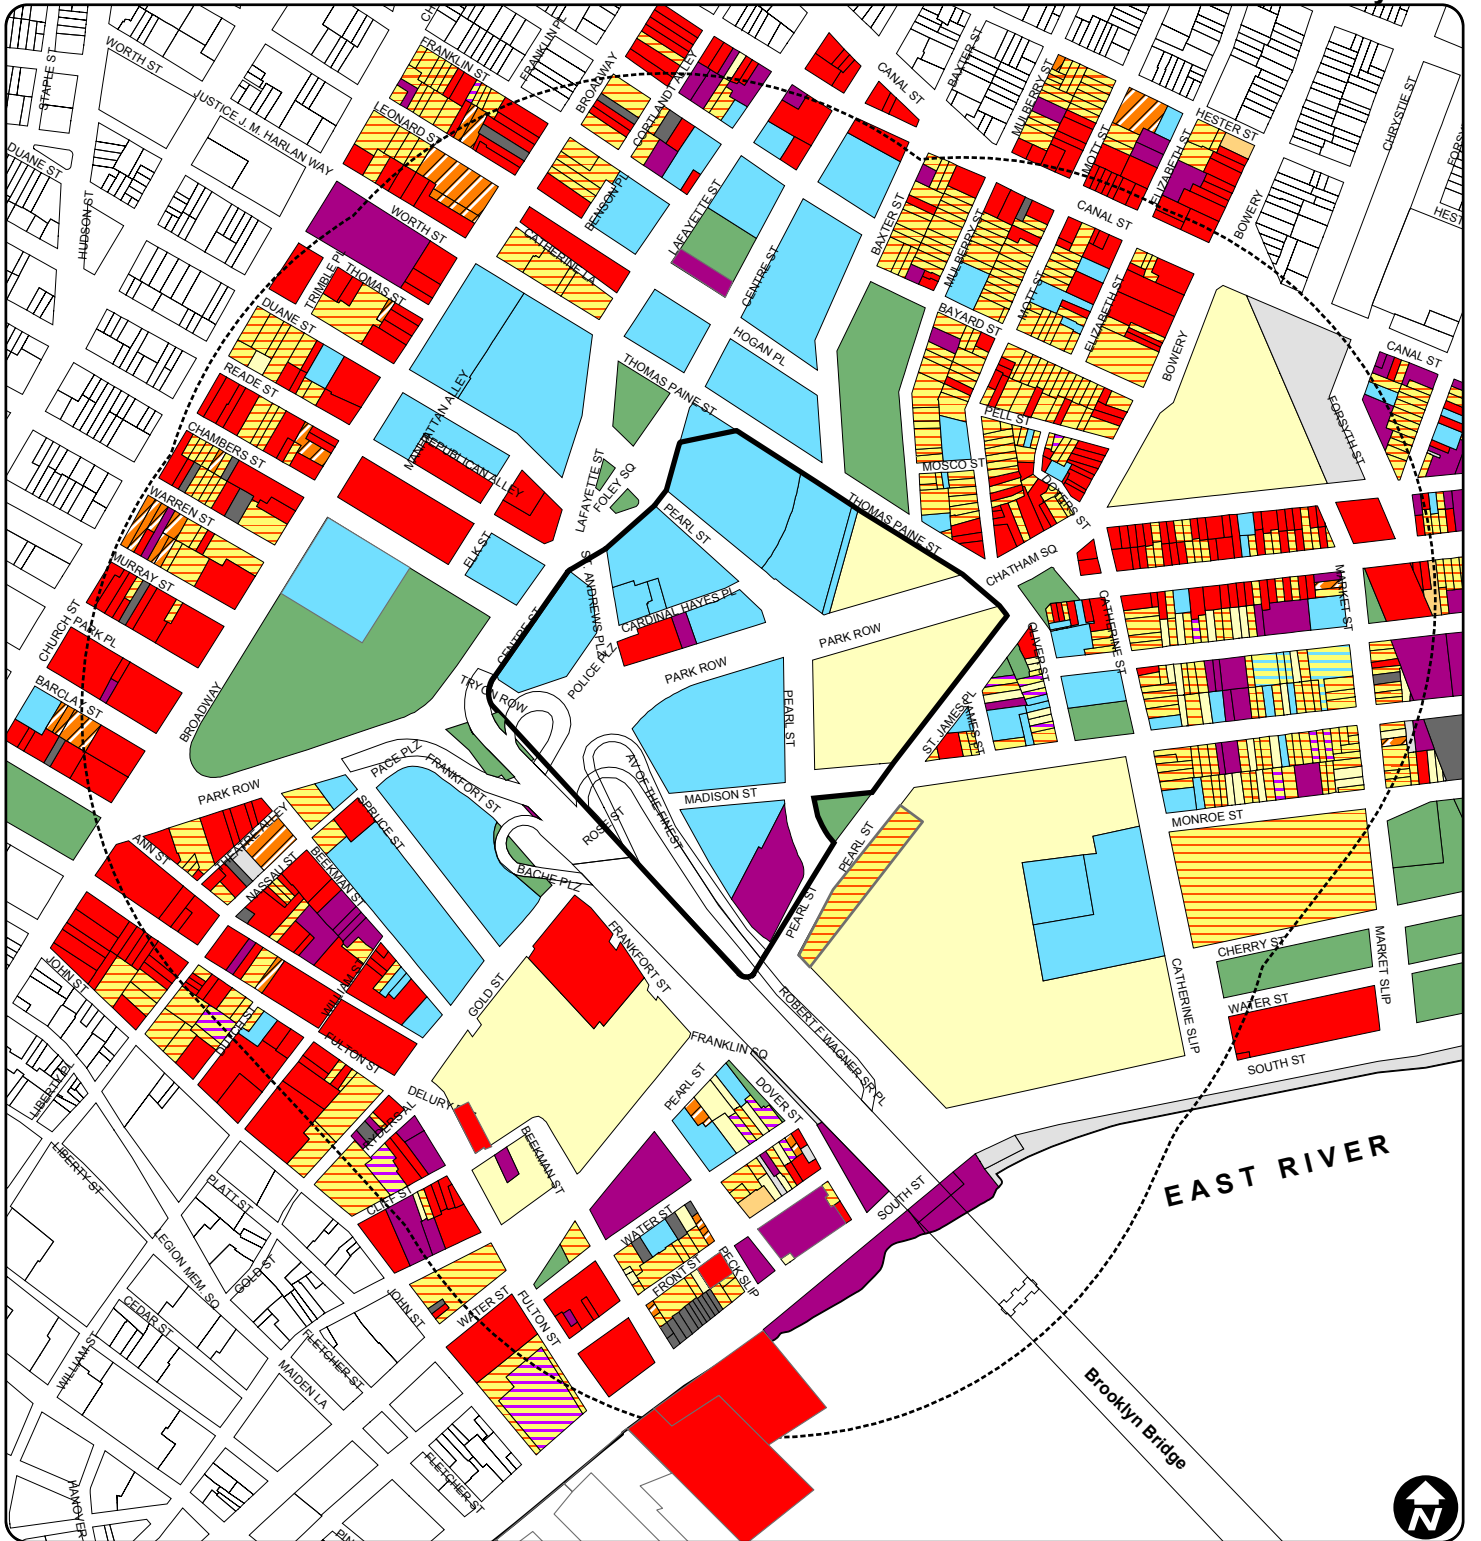 WORTH ST
FRANKLIN ST
FRANKLIN PL
BROADWAY
CORTLANDT ALLEY
CANAL ST
BAXTER ST
MULBERRY ST
MOTT ST
HESTER ST
ELIZABETH ST
CHRYSTIE ST
STAPLE ST
JUSTICE J. M. HARLAN WAY
LEONARD ST
DUANE ST
HUDSON ST
WORTH ST
BENSON PL
LAFAYETTE ST
CANAL ST
BOWERY
BAXTER ST
MULBERRY ST
CATHERINE LA
CENTRE ST
THOMAS ST
DUANE ST
MOTT ST
ELIZABETH ST
BAYARD ST
HOGAN PL
BOWERY
CANAL ST
READE ST
THOMAS PAINE ST
MANHATTAN ALLEY
REPUBLICAN ALLEY
PELL ST
FORSYTH ST
CHAMBERS ST
MOSCO ST
DOYERS ST
WARREN ST
LAFAYETTE ST
FOLEY SQ
PEARL ST
THOMAS PAINE ST
ELK ST
CHATHAM SQ
MURRAY ST
ST. ANDREWS PLZ
CARDINAL HAYES PL
PARK ROW
CATHERINE ST
MARKET ST
CHURCH ST
PARK PL
CENTRE ST
POLICE PLZ
PARK ROW
OLIVER ST
BARCLAY ST
BROADWAY
TRYON ROW
PEARL ST
ST. JAMES PL
JAMES ST
PACE PLZ
FRANKFORT ST
AV OF THE FINEST
MADISON ST
PARK ROW
SPRUCE ST
ROSE ST
MONROE ST
THEATRE ALLEY
ANN ST
NASSAU ST
BEEKMAN ST
BACHE PLZ
PEARL ST
PEARL ST
CHERRY ST
MARKET SLIP
JOHN ST
WILLIAM ST
GOLD ST
FRANKFORT ST
CATHERINE SLIP
WATER ST
ROBERT F WAGNER SR PL
DUTCH ST
FULTON ST
FRANKLIN SQ
SOUTH ST
LIBERTY PL
PEARL ST
DOVER ST
RYDERS AL
BEEKMAN ST
EAST RIVER
LIBERTY ST
PLATT ST
CLIFF ST
SOUTH ST
WATER ST
LEGION MEM. SQ
GOLD ST
FRONT ST
PECK SLIP
CEDAR ST
JOHN ST
WATER ST
FULTON ST
WILLIAM ST
FLETCHER ST
MAIDEN LA
Brooklyn Bridge
FLETCHER ST
HANOVER
N